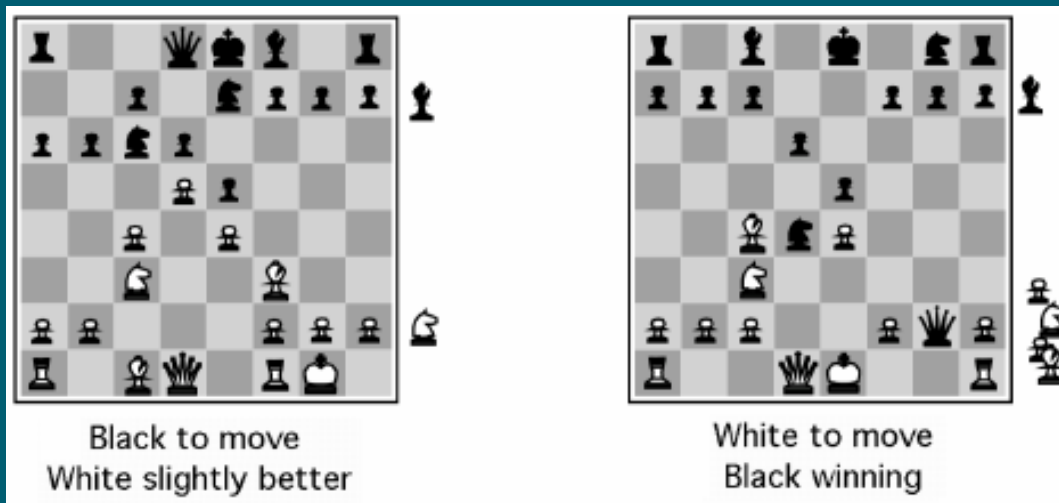 Black to move
White slightly better
White to move
Black winning